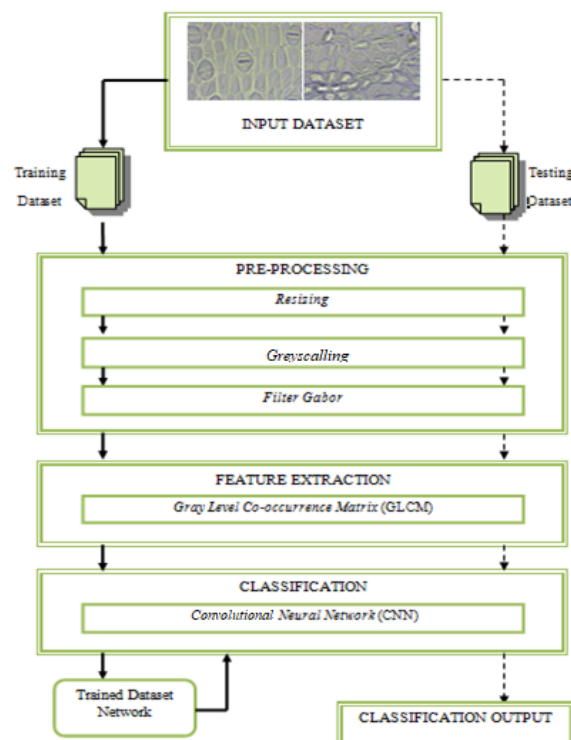 INPUT DATASET
Training
Dataset
Testing
Dataset
PRE-PROCESSING
Resizing
Greyscalling
Filter Gabor
FEATURE EXTRACTION
Gray Level Co-occurrence Matrix (GLCM)
CLASSIFICATION
Convolutional Neural Network (CNN)
Trained Dataset
Network
CLASSIFICATION OUTPUT